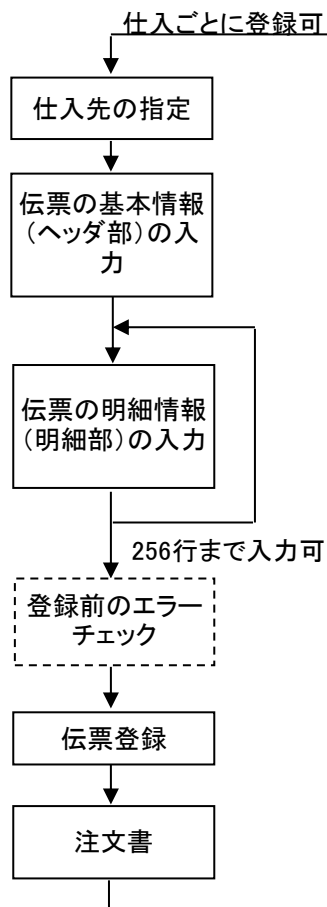 仕入ごとに登録可
仕入先の指定
伝票の基本情報
(ヘッダ部)の入
力
伝票の明細情報
(明細部)の入力
256行まで入力可
登録前のエラー
チェック
伝票登録
注文書